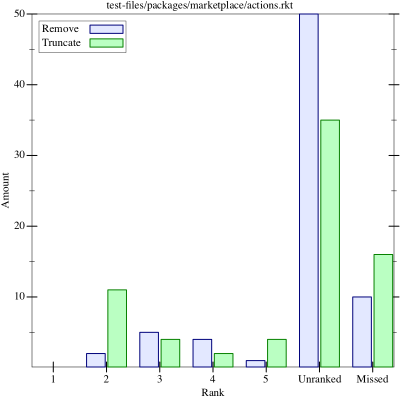 test-files/packages/marketplace/actions.rkt
50
Remove
Truncate
40
30
20
10
Amount
1 2 3 4 5 Unranked Missed
Rank